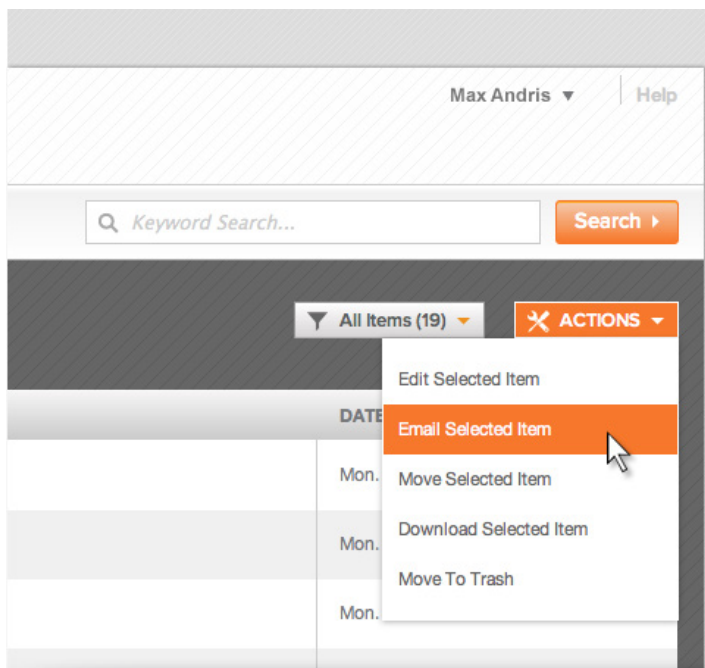 Max Andris
Help
Keyword Search...
Search
All Items (19)
ACTIONS
Edit Selected Item
DATE
Email Selected Item
Mon.
Move Selected Item
Download Selected Item
Mon.
Move To Trash
Mon.